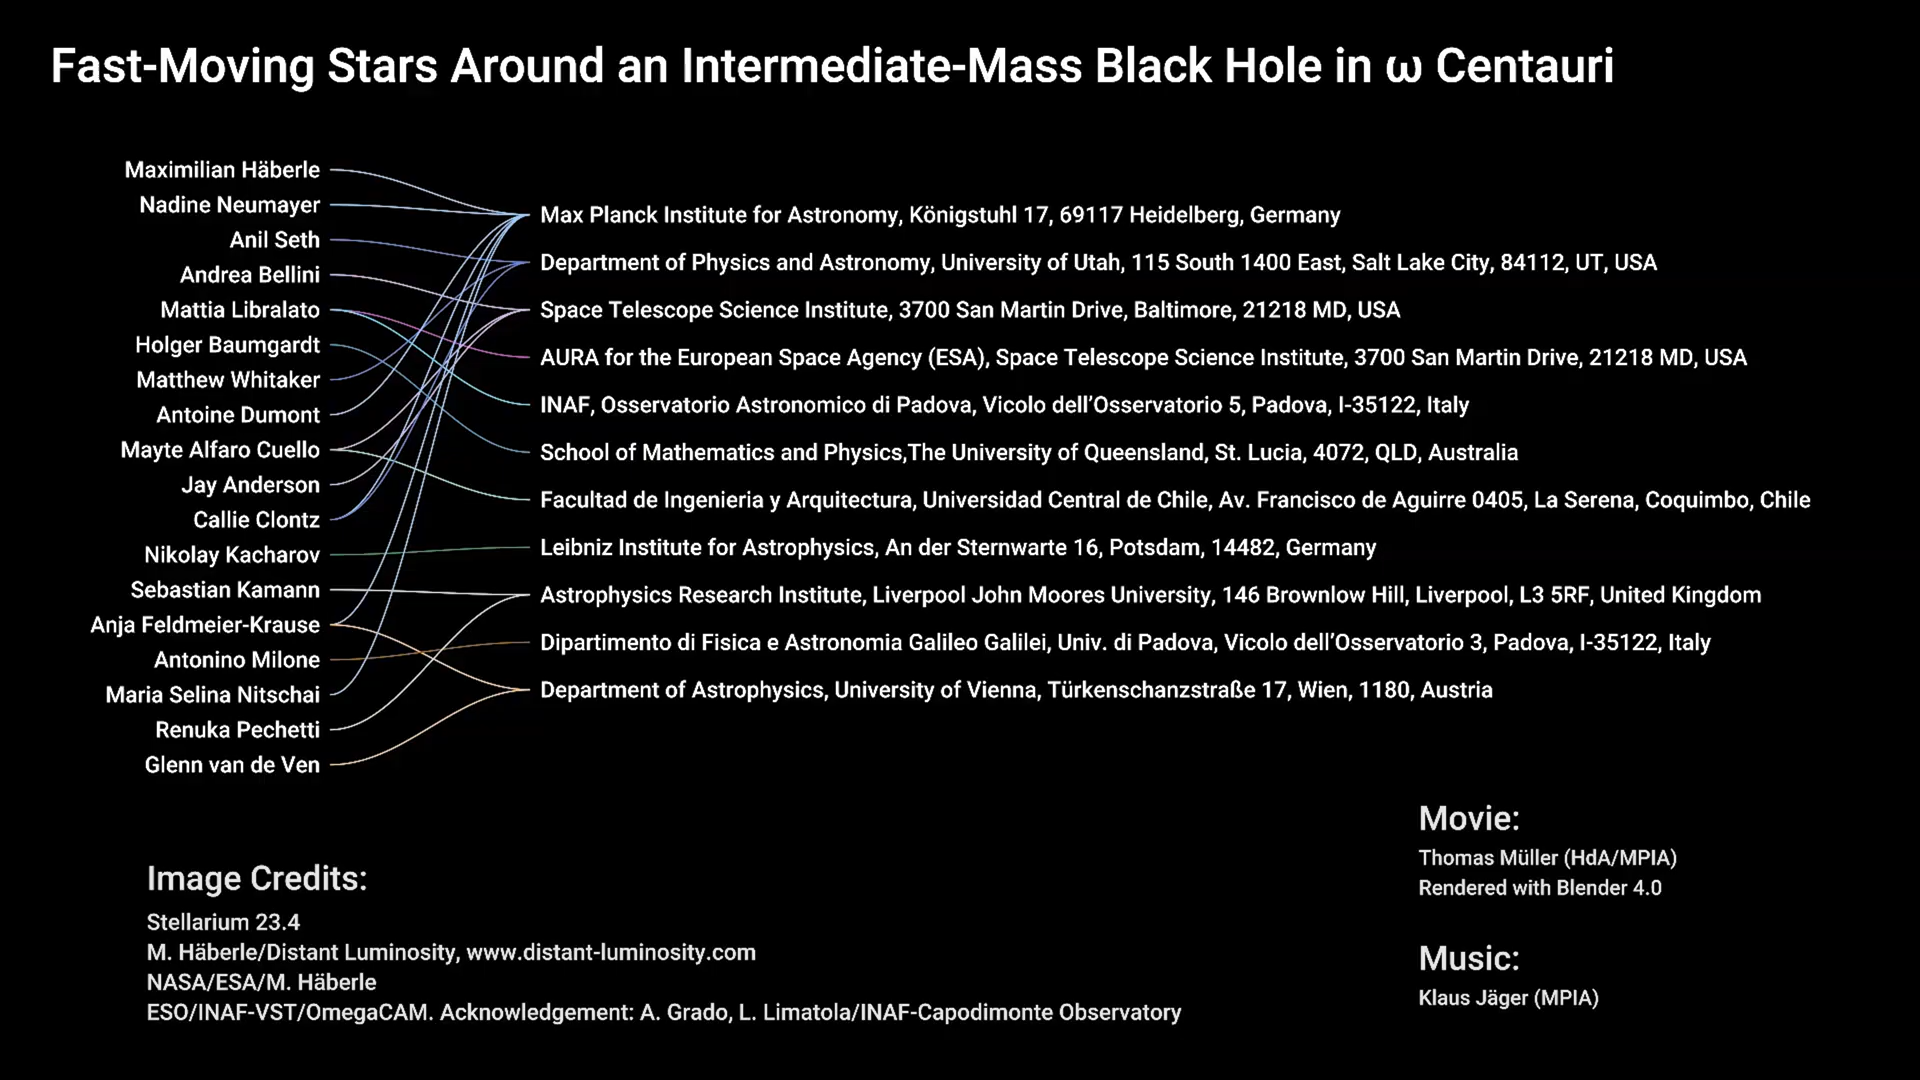 Fast-Moving Stars Around an Intermediate-Mass Black Hole in ω Centauri
Maximilian Häberle
Nadine Neumayer
Anil Seth
Andrea Bellini
Mattia Libralato
Holger Baumgardt
Matthew Whitaker
Antoine Dumont
Mayte Alfaro Cuello
Jay Anderson
Callie Clontz
Nikolay Kacharov
Sebastian Kamann
Anja Feldmeier-Krause
Antonino Milone
Maria Selina Nitschai
Renuka Pechetti
Glenn van de Ven
Max Planck Institute for Astronomy, Königstuhl 17, 69117 Heidelberg, Germany
Department of Physics and Astronomy, University of Utah, 115 South 1400 East, Salt Lake City, 84112, UT, USA
Space Telescope Science Institute, 3700 San Martin Drive, Baltimore, 21218 MD, USA
AURA for the European Space Agency (ESA), Space Telescope Science Institute, 3700 San Martin Drive, 21218 MD, USA
INAF, Osservatorio Astronomico di Padova, Vicolo dell’Osservatorio 5, Padova, I-35122, Italy
School of Mathematics and Physics,The University of Queensland, St. Lucia, 4072, QLD, Australia
Facultad de Ingenieria y Arquitectura, Universidad Central de Chile, Av. Francisco de Aguirre 0405, La Serena, Coquimbo, Chile
Leibniz Institute for Astrophysics, An der Sternwarte 16, Potsdam, 14482, Germany
Astrophysics Research Institute, Liverpool John Moores University, 146 Brownlow Hill, Liverpool, L3 5RF, United Kingdom
Dipartimento di Fisica e Astronomia Galileo Galilei, Univ. di Padova, Vicolo dell’Osservatorio 3, Padova, I-35122, Italy
Department of Astrophysics, University of Vienna, Türkenschanzstraße 17, Wien, 1180, Austria
Image Credits:
Stellarium 23.4
M. Häberle/Distant Luminosity, www.distant-luminosity.com
NASA/ESA/M. Häberle
ESO/INAF-VST/OmegaCAM. Acknowledgement: A. Grado, L. Limatola/INAF-Capodimonte Observatory
Movie:
Thomas Müller (HdA/MPIA)
Rendered with Blender 4.0
Music:
Klaus Jäger (MPIA)